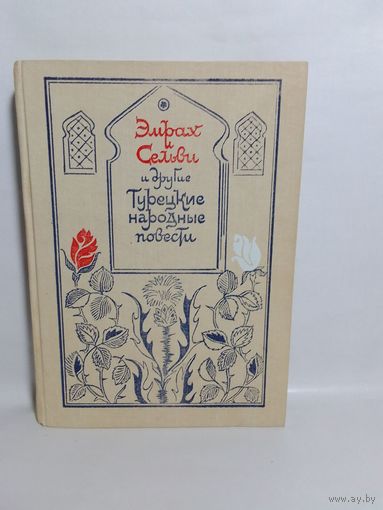 Эмрах
и
Сельви
и другие
Турецкие
народные
повести
www.ay.by